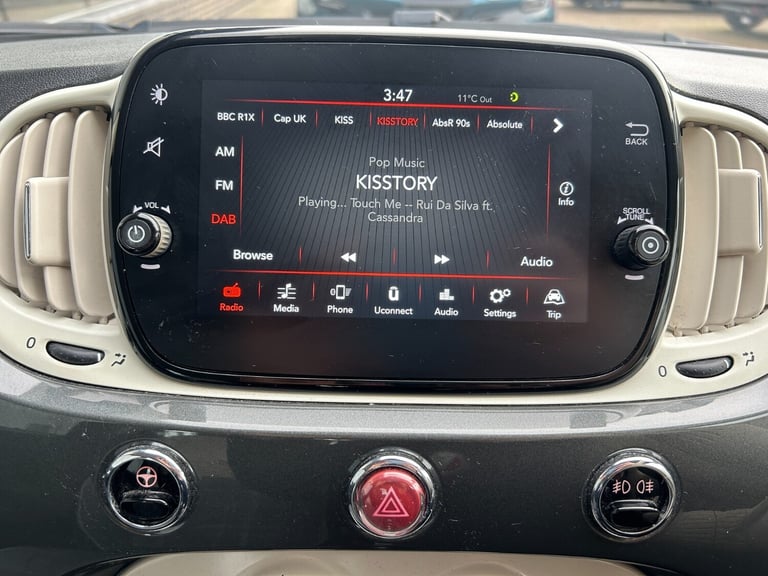 3:47
11°C Out
BBC R1X Cap UK KISS KISSTORY AbsR 90s Absolute
AM
FM
DAB
Pop Music
KISSTORY
Playing... Touch Me -- Rui Da Silva ft.
Cassandra
Info
Browse Audio
Radio Media Phone Uconnect Audio Settings Trip
VOL
BACK
SCROLL
TUNE
0
0